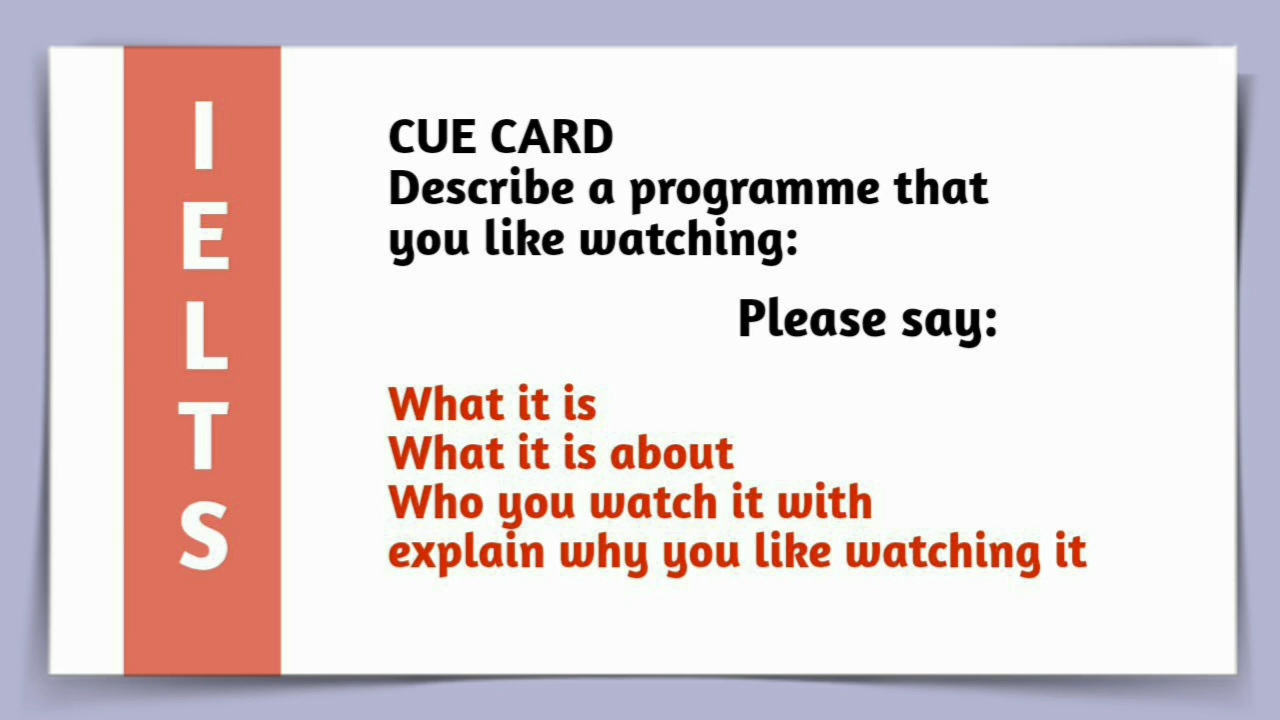 IELTS
CUE CARD
Describe a programme that
you like watching:
Please say:
What it is
What it is about
Who you watch it with
explain why you like watching it